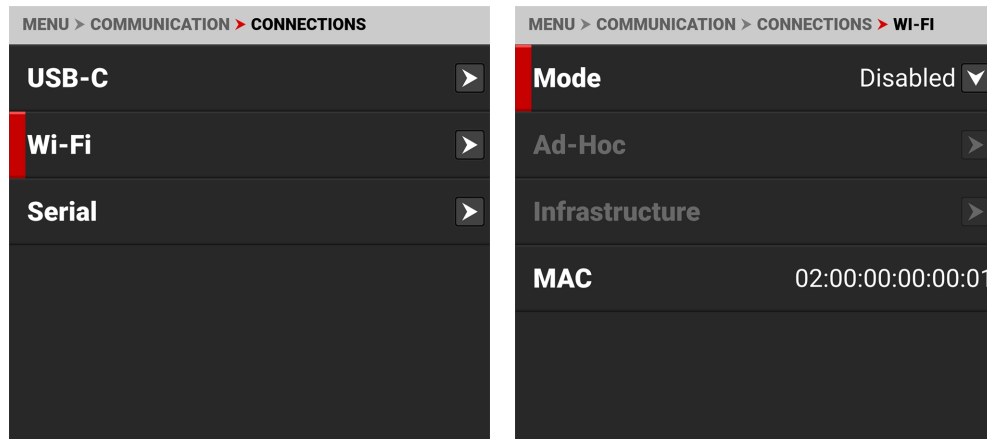 MENU > COMMUNICATION > CONNECTIONS
USB-C
Wi-Fi
Serial
MENU > COMMUNICATION > CONNECTIONS > WI-FI
Mode Disabled
Ad-Hoc
Infrastructure
MAC 02:00:00:00:00:01